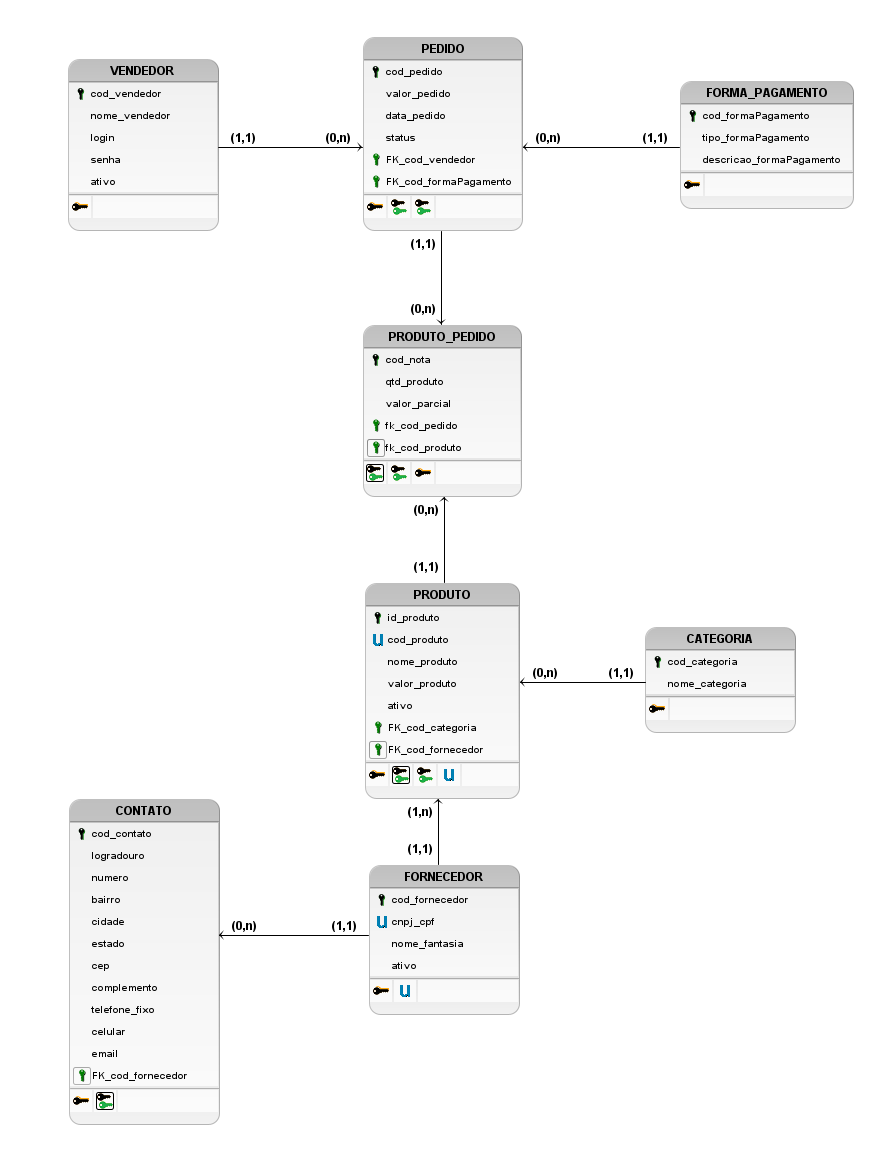 PEDIDO
cod_pedido
valor_pedido
data_pedido
status
FK_cod_vendedor
FK_cod_formaPagamento
VENDEDOR
cod_vendedor
nome_vendedor
login
senha
ativo
(1,1)
(0,n)
FORMA_PAGAMENTO
cod_formaPagamento
tipo_formaPagamento
descricao_formaPagamento
(0,n)
(1,1)
(1,1)
(0,n)
PRODUTO_PEDIDO
cod_nota
qtd_produto
valor_parcial
fk_cod_pedido
fk_cod_produto
(0,n)
(1,1)
PRODUTO
id_produto
u cod_produto
nome_produto
valor_produto
ativo
FK_cod_categoria
FK_cod_fornecedor
u
(0,n)
(1,1)
CATEGORIA
cod_categoria
nome_categoria
(1,n)
(1,1)
FORNECEDOR
cod_fornecedor
u cnpj_cpf
nome_fantasia
ativo
u
(0,n)
(1,1)
CONTATO
cod_contato
logradouro
numero
bairro
cidade
estado
cep
complemento
telefone_fixo
celular
email
FK_cod_fornecedor